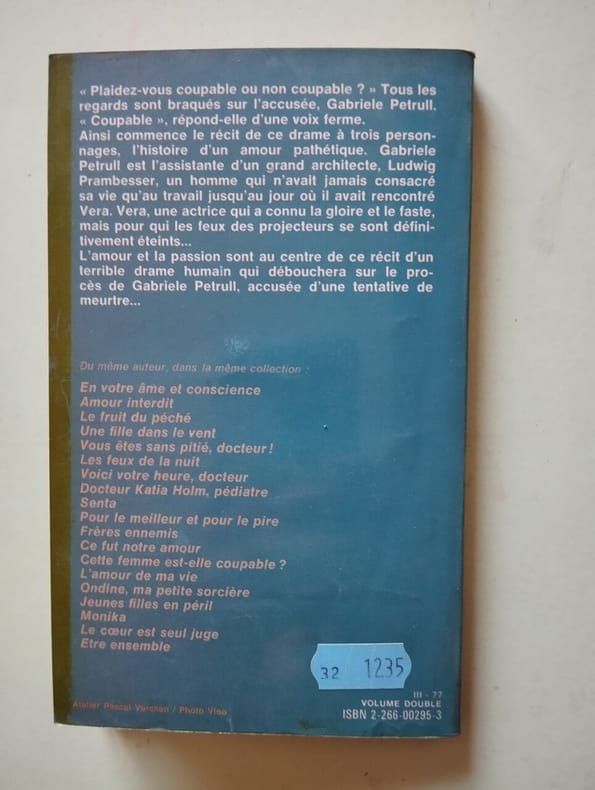 « Plaidez-vous coupable ou non coupable ? » Tous les
regards sont braqués sur l'accusée, Gabriele Petrull.
« Coupable », répond-elle d'une voix ferme.
Ainsi commence le récit de ce drame à trois person-
nages, l'histoire d'un amour pathétique. Gabriele
Petrull est l'assistante d'un grand architecte, Ludwig
Prambesser, un homme qui n'avait jamais consacré
sa vie qu'au travail jusqu'au jour où il avait rencontré
Vera. Vera, une actrice qui a connu la gloire et le faste,
mais pour qui les feux des projecteurs se sont défini-
tivement éteints...
L'amour et la passion sont au centre de ce récit d'un
terrible drame humain qui débouchera sur le pro-
cès de Gabriele Petrull, accusée d'une tentative de
meurtre...
Du même auteur, dans la même collection :
En votre âme et conscience
Amour interdit
Le fruit du péché
Une fille dans le vent
Vous êtes sans pitié, docteur !
Les feux de la nuit
Voici votre heure, docteur
Docteur Katia Holm, pédiatre
Senta
Pour le meilleur et pour le pire
Frères ennemis
Ce fut notre amour
Cette femme est-elle coupable ?
L'amour de ma vie
Ondine, ma petite sorcière
Jeunes filles en péril
Monika
Le cœur est seul juge
Etre ensemble
32 1235
III - 77
VOLUME DOUBLE
ISBN 2-266-00295-3
Atelier Pascal / Photo